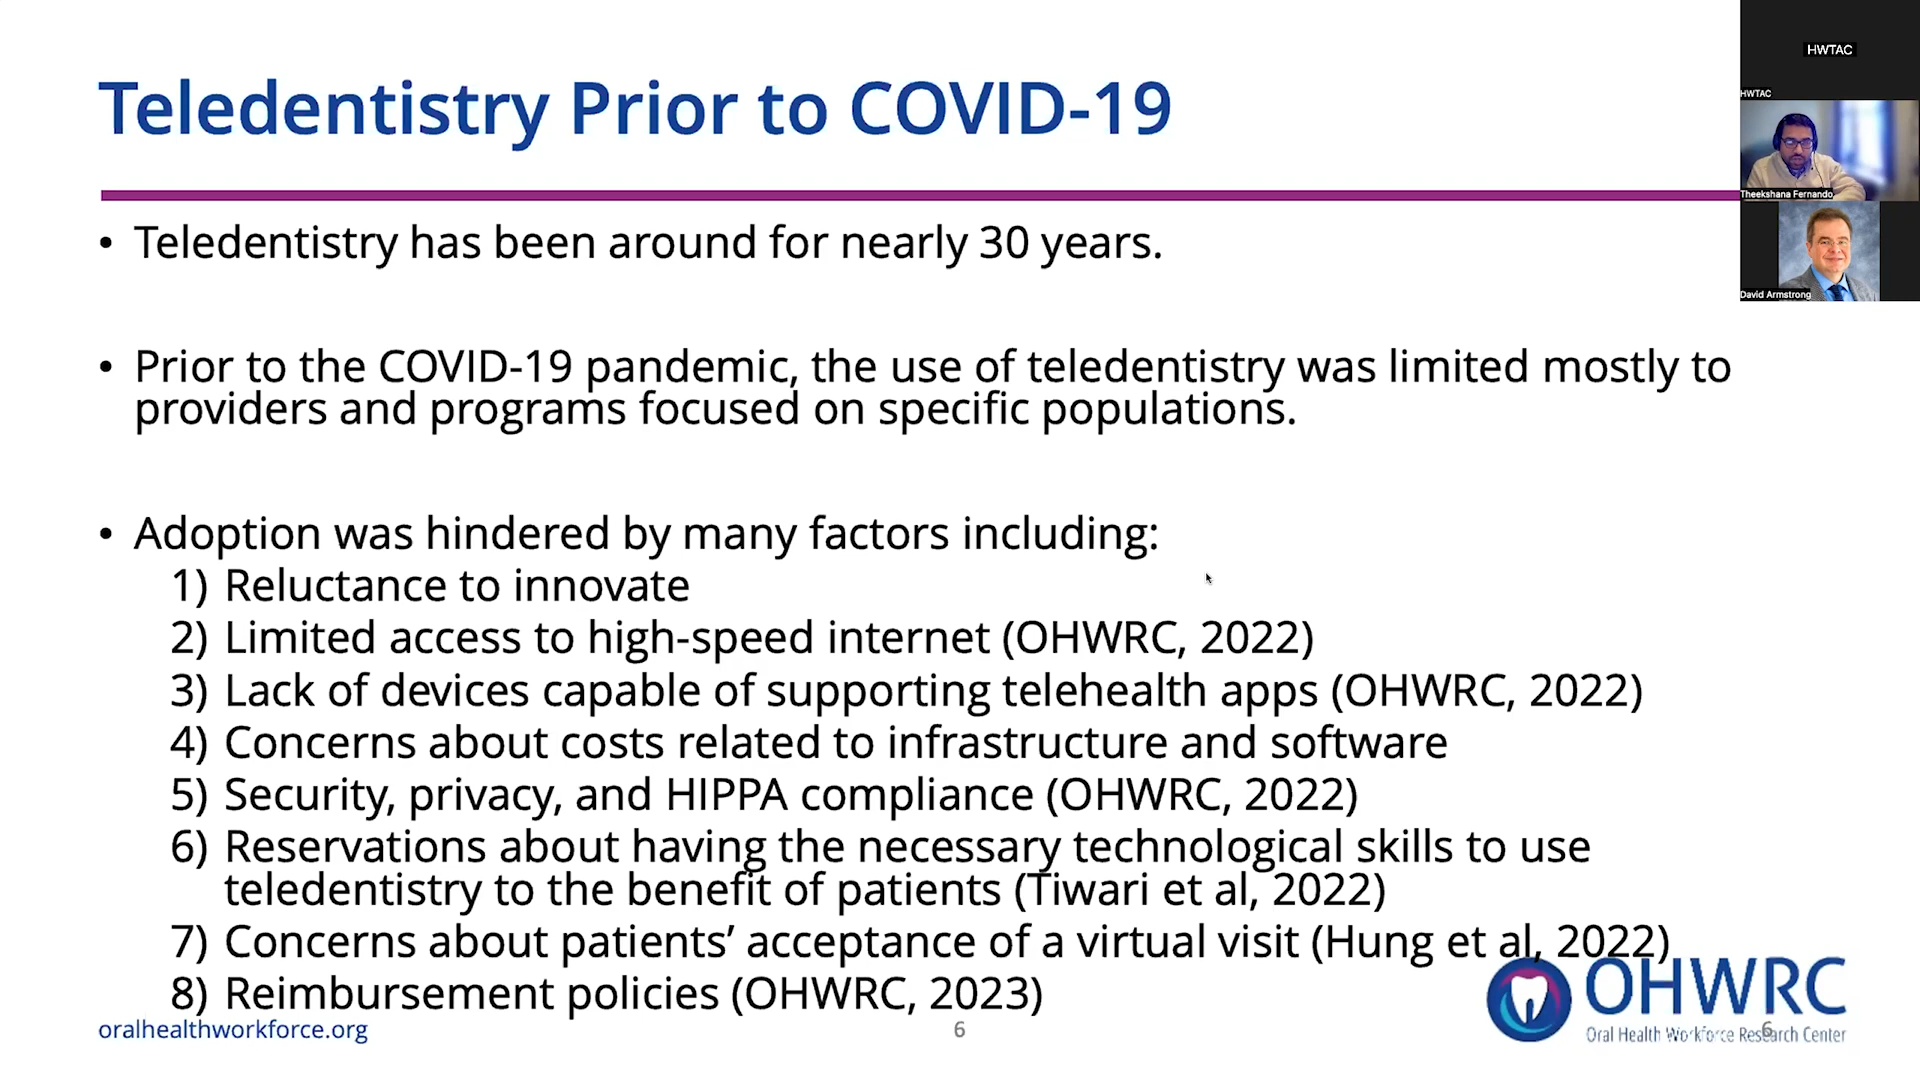 Teledentistry Prior to COVID-19
• Teledentistry has been around for nearly 30 years.
• Prior to the COVID-19 pandemic, the use of teledentistry was limited mostly to
providers and programs focused on specific populations.
• Adoption was hindered by many factors including:
1) Reluctance to innovate
2) Limited access to high-speed internet (OHWRC, 2022)
3) Lack of devices capable of supporting telehealth apps (OHWRC, 2022)
4) Concerns about costs related to infrastructure and software
5) Security, privacy, and HIPPA compliance (OHWRC, 2022)
6) Reservations about having the necessary technological skills to use
teledentistry to the benefit of patients (Tiwari et al, 2022)
7) Concerns about patients’ acceptance of a virtual visit (Hung et al, 2022)
8) Reimbursement policies (OHWRC, 2023)
oralhealthworkforce.org
6
OHWRC
Oral Health Workforce Research Center
6
HWTAC
HWTAC
Theekshana Fernando
David Armstrong